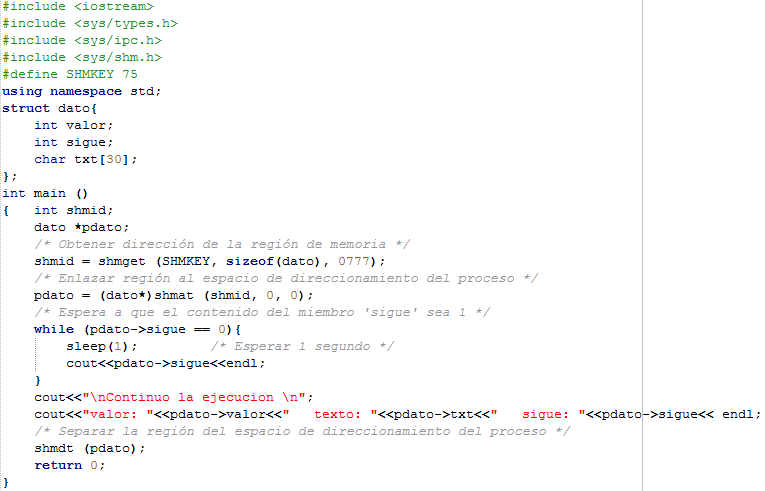 #include <iostream>
#include <sys/types.h>
#include <sys/ipc.h>
#include <sys/shm.h>
#define SHMKEY 75
using namespace std;
struct dato{
    int valor;
    int sigue;
    char txt[30];
};
int main ()
{   int shmid;
    dato *pdato;
    /* Obtener dirección de la región de memoria */
    shmid = shmget (SHMKEY, sizeof(dato), 0777);
    /* Enlazar región al espacio de direccionamiento del proceso */
    pdato = (dato*)shmat (shmid, 0, 0);
    /* Espera a que el contenido del miembro 'sigue' sea 1 */
    while (pdato->sigue == 0){
        sleep(1);         /* Esperar 1 segundo */
        cout<<pdato->sigue<<endl;
    }
    cout<<"\nContinuo la ejecucion \n";
    cout<<"valor: "<<pdato->valor<<"   texto: "<<pdato->txt<<"   sigue: "<<pdato->sigue<< endl;
    /* Separar la región del espacio de direccionamiento del proceso */
    shmdt (pdato);
    return 0;
}